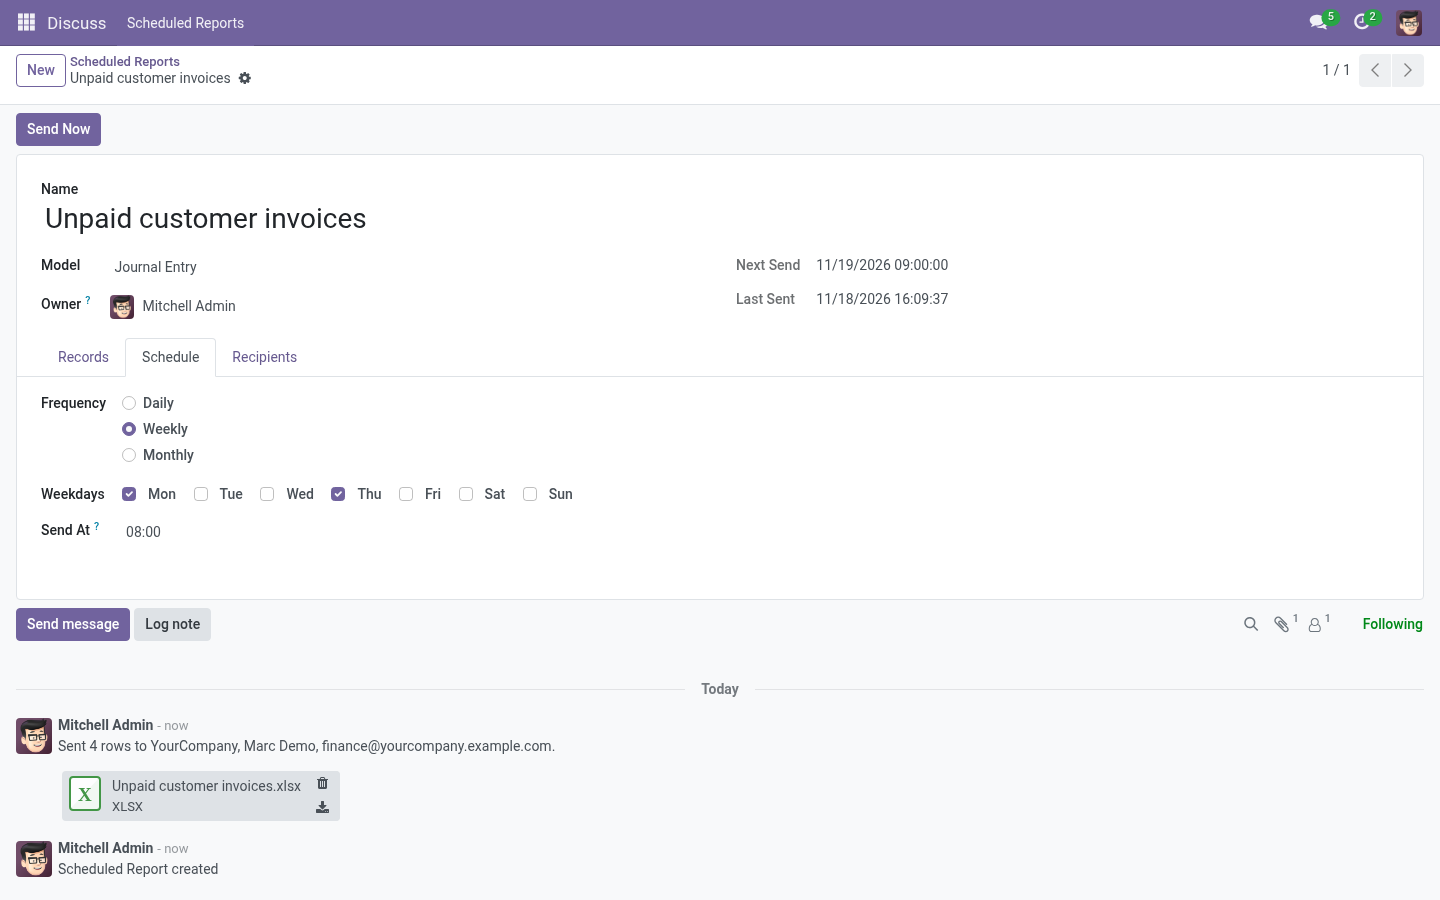 Discuss Scheduled Reports 5 2
New Scheduled Reports
Unpaid customer invoices
1 / 1
Send Now
Name
Unpaid customer invoices
Model Journal Entry
Next Send 11/19/2026 09:00:00
Owner ? Mitchell Admin
Last Sent 11/18/2026 16:09:37
Records Schedule Recipients
Frequency Daily
Weekly
Monthly
Weekdays Mon Tue Wed Thu Fri Sat Sun
Send At ? 08:00
Send message Log note 1 1 Following
Today
Mitchell Admin - now
Sent 4 rows to YourCompany, Marc Demo, finance@yourcompany.example.com.
X Unpaid customer invoices.xlsx
XLSX
Mitchell Admin - now
Scheduled Report created